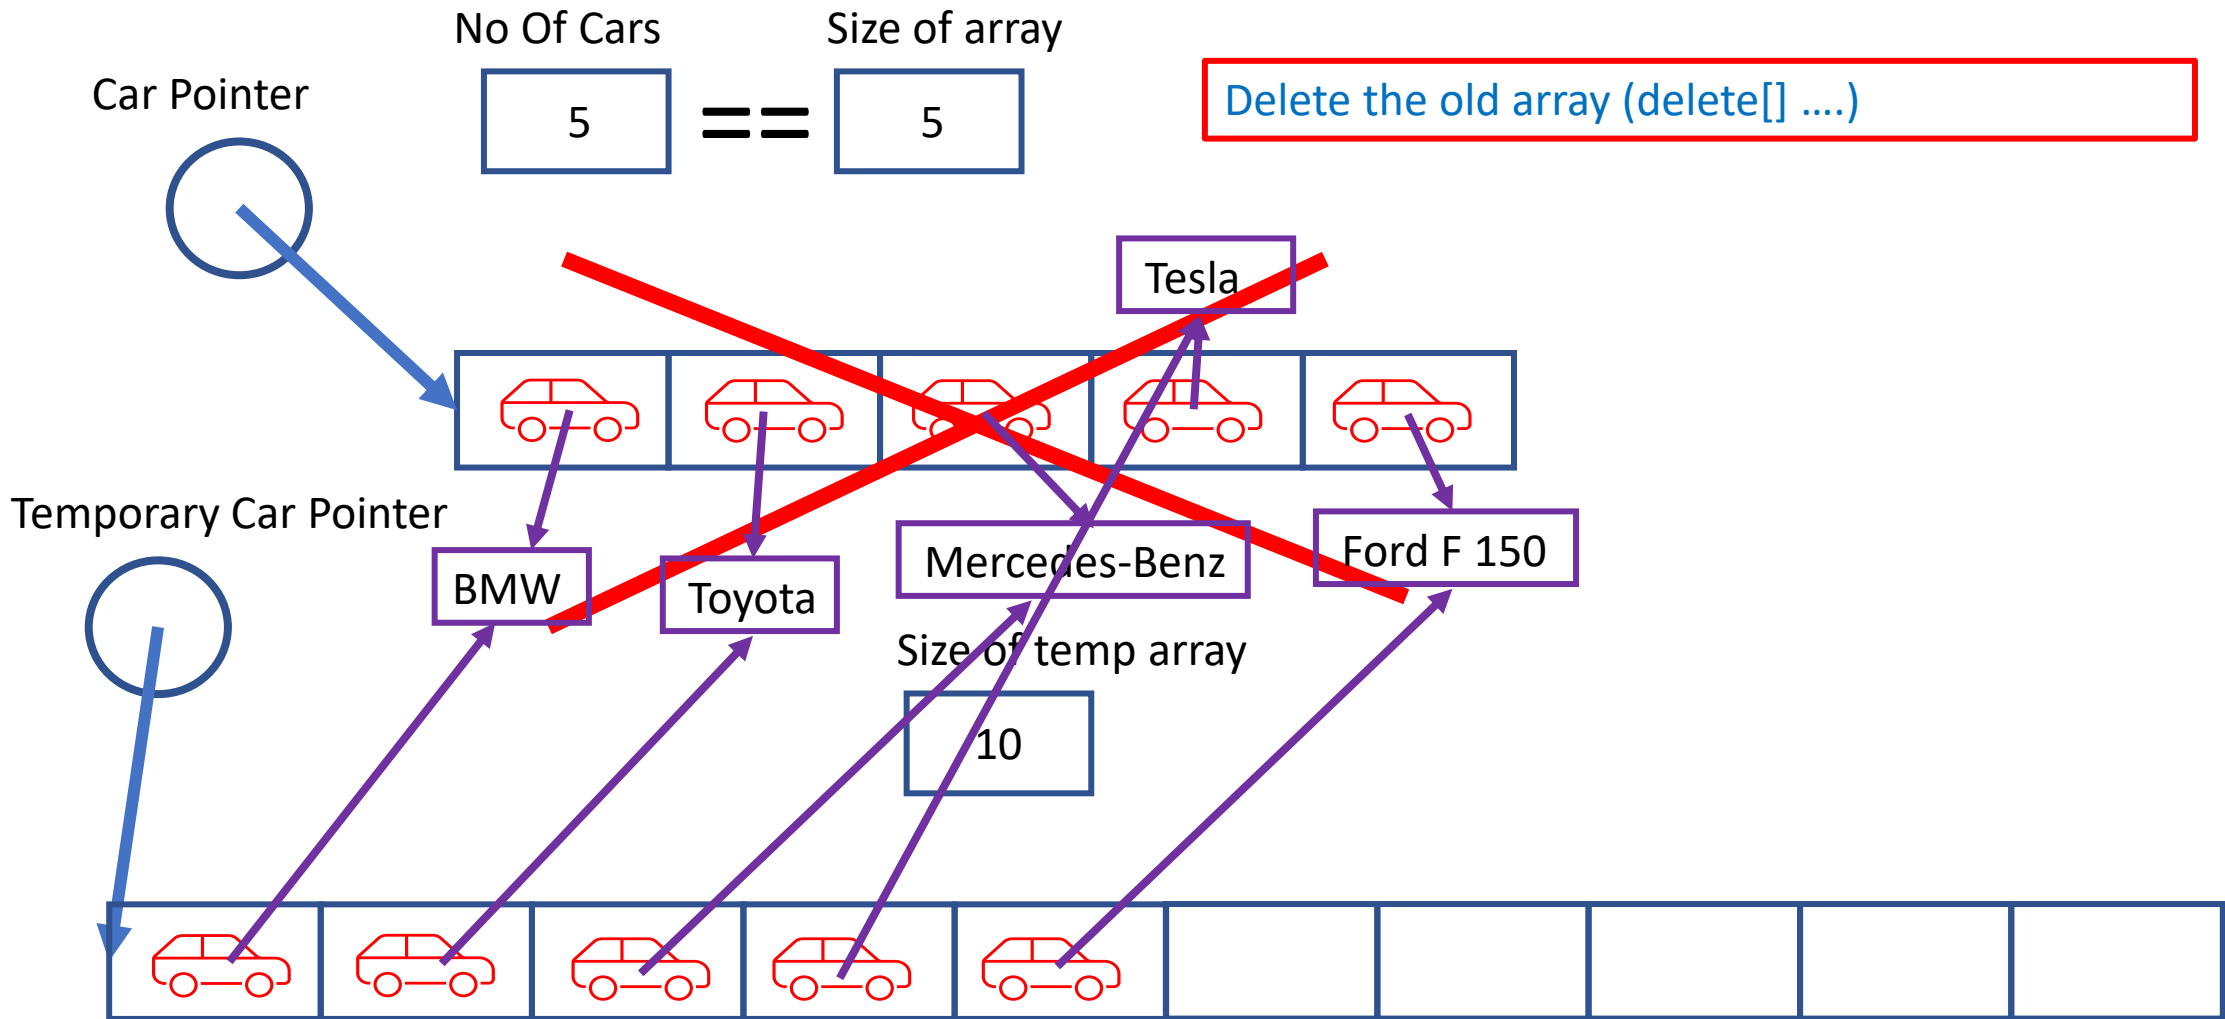 No Of Cars
Size of array
Car Pointer
5
==
5
Delete the old array (delete[] ....)
Tesla
Temporary Car Pointer
BMW
Toyota
Mercedes-Benz
Ford F 150
Size of temp array
10